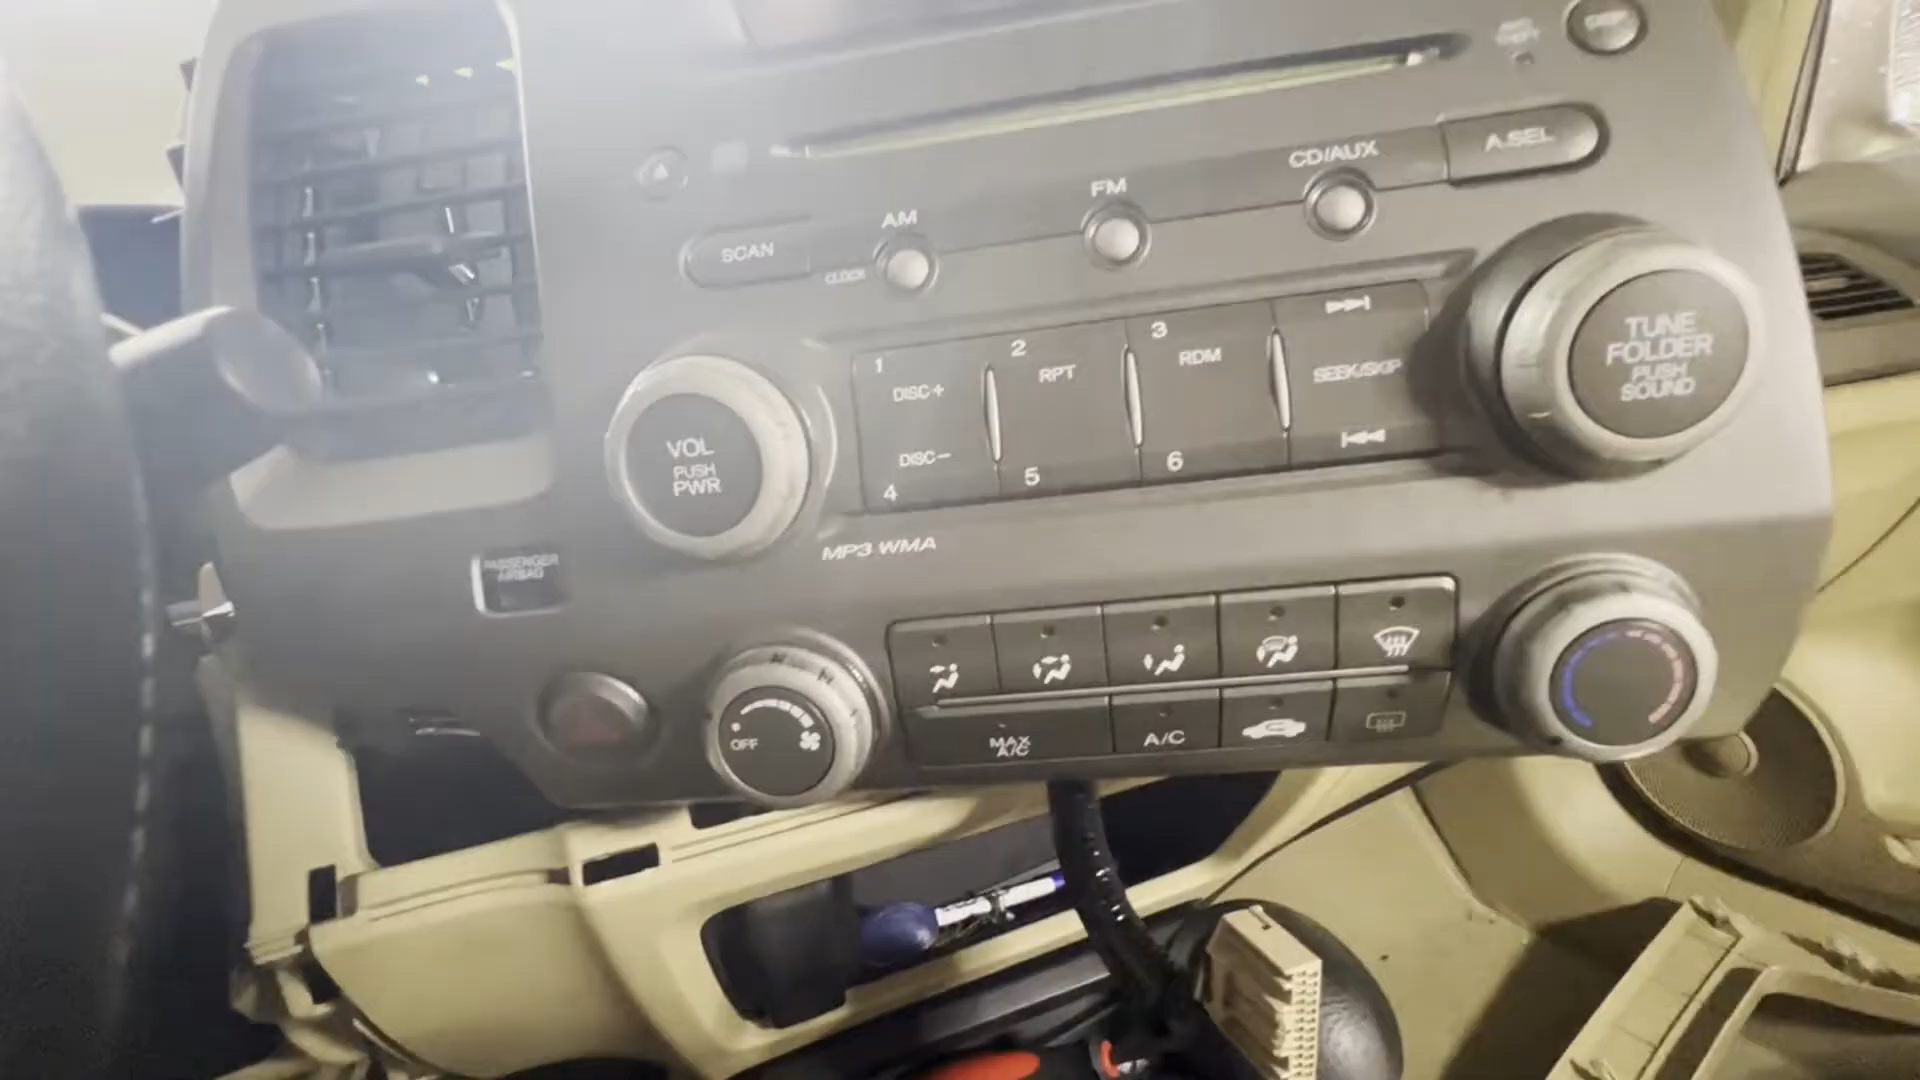 DISP
A.SEL
CD/AUX
FM
AM
SCAN
CLOCK
1
DISC+
2
RPT
3
RDM
SEEK/SKIP
DISC-
4
5
6
VOL
PUSH
PWR
TUNE
FOLDER
PUSH
SOUND
MP3 WMA
PASSENGER
AIRBAG
OFF
MAX
A/C
A/C